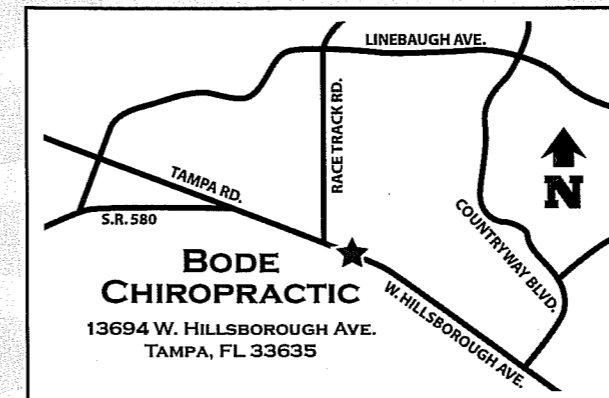 LINEBAUGH AVE.
RACE TRACK RD.
TAMPA RD.
S.R. 580
COUNTRYWAY BLVD.
N
W. HILLSBOROUGH AVE.
BODE
CHIROPRACTIC
13694 W. HILLSBOROUGH AVE.
TAMPA, FL 33635